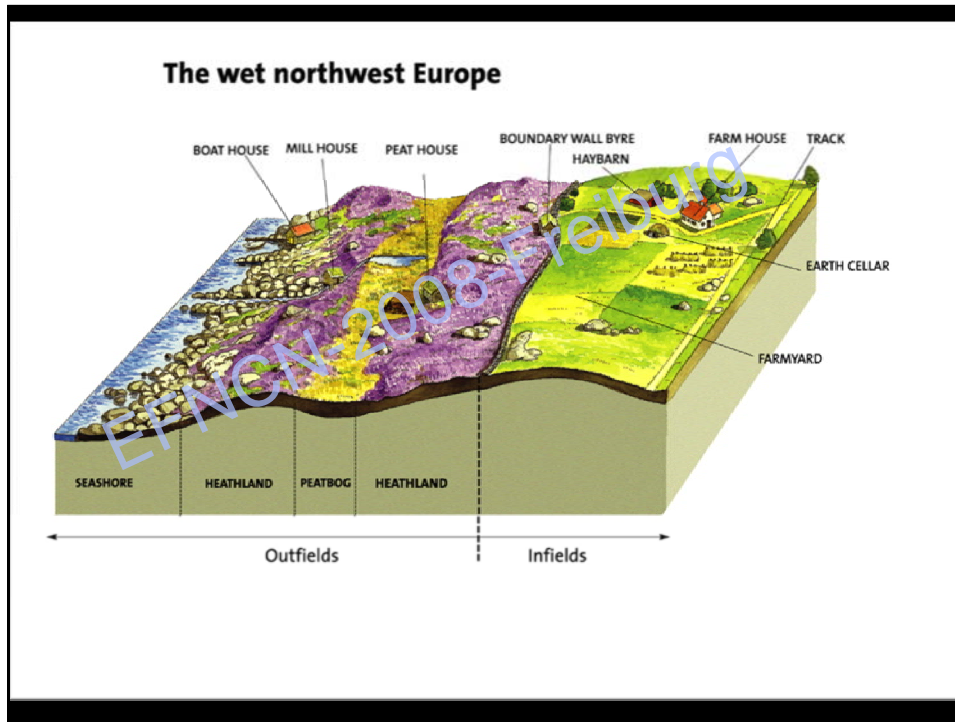 The wet northwest Europe
BOAT HOUSE
MILL HOUSE
PEAT HOUSE
BOUNDARY WALL BYRE
HAYBARN
FARM HOUSE
TRACK
EARTH CELLAR
FARMYARD
EFNCN-2008-Freiburg
SEASHORE
HEATHLAND
PEATBOG
HEATHLAND
Outfields
Infields